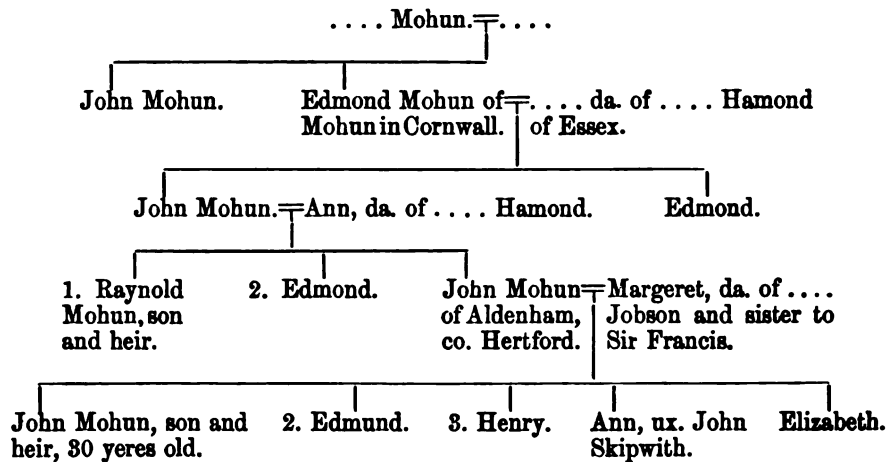 .... Mohun. = ....
John Mohun.
Edmond Mohun of = .... da. of .... Hamond
Mohun in Cornwall. of Essex.
John Mohun. = Ann, da. of .... Hamond.
Edmond.
1. Raynold
Mohun, son
and heir.
2. Edmond.
John Mohun = Margeret, da. of ....
of Aldenham, Jobson and sister to
co. Hertford. Sir Francis.
John Mohun, son and
heir, 30 yeres old.
2. Edmund.
3. Henry.
Ann, ux. John
Skipwith.
Elizabeth.